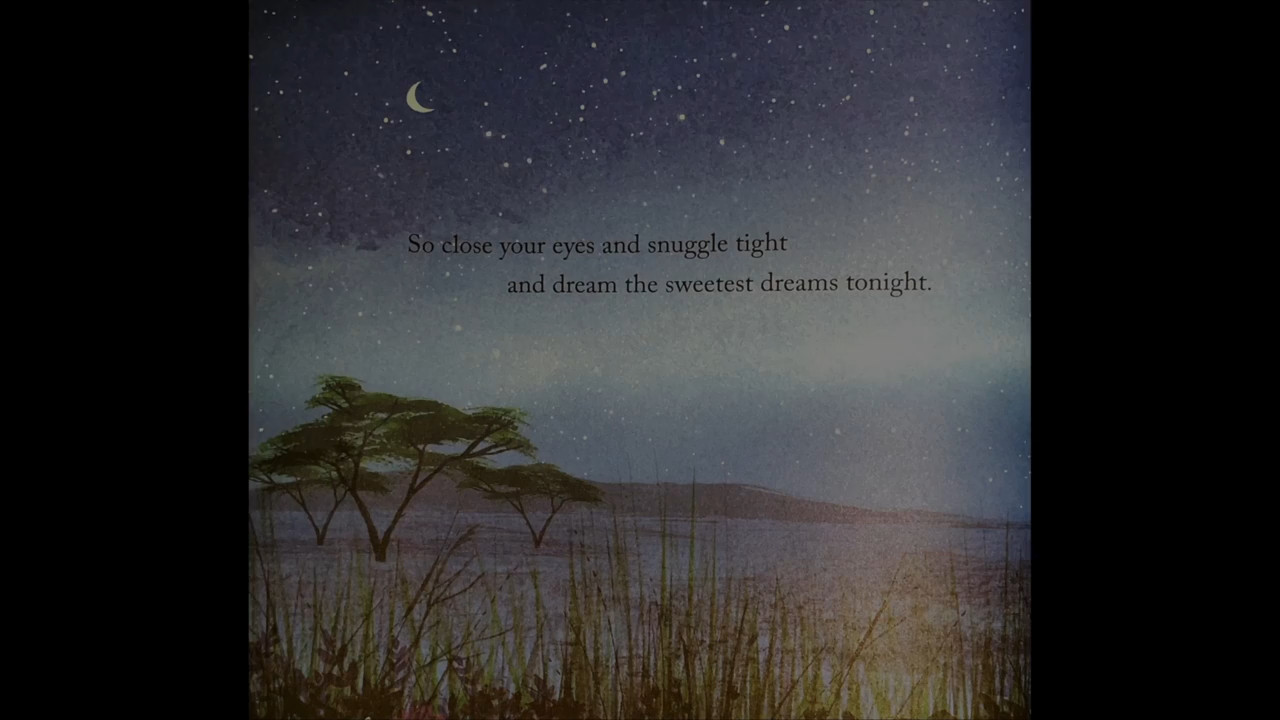 So close your eyes and snuggle tight
and dream the sweetest dreams tonight.